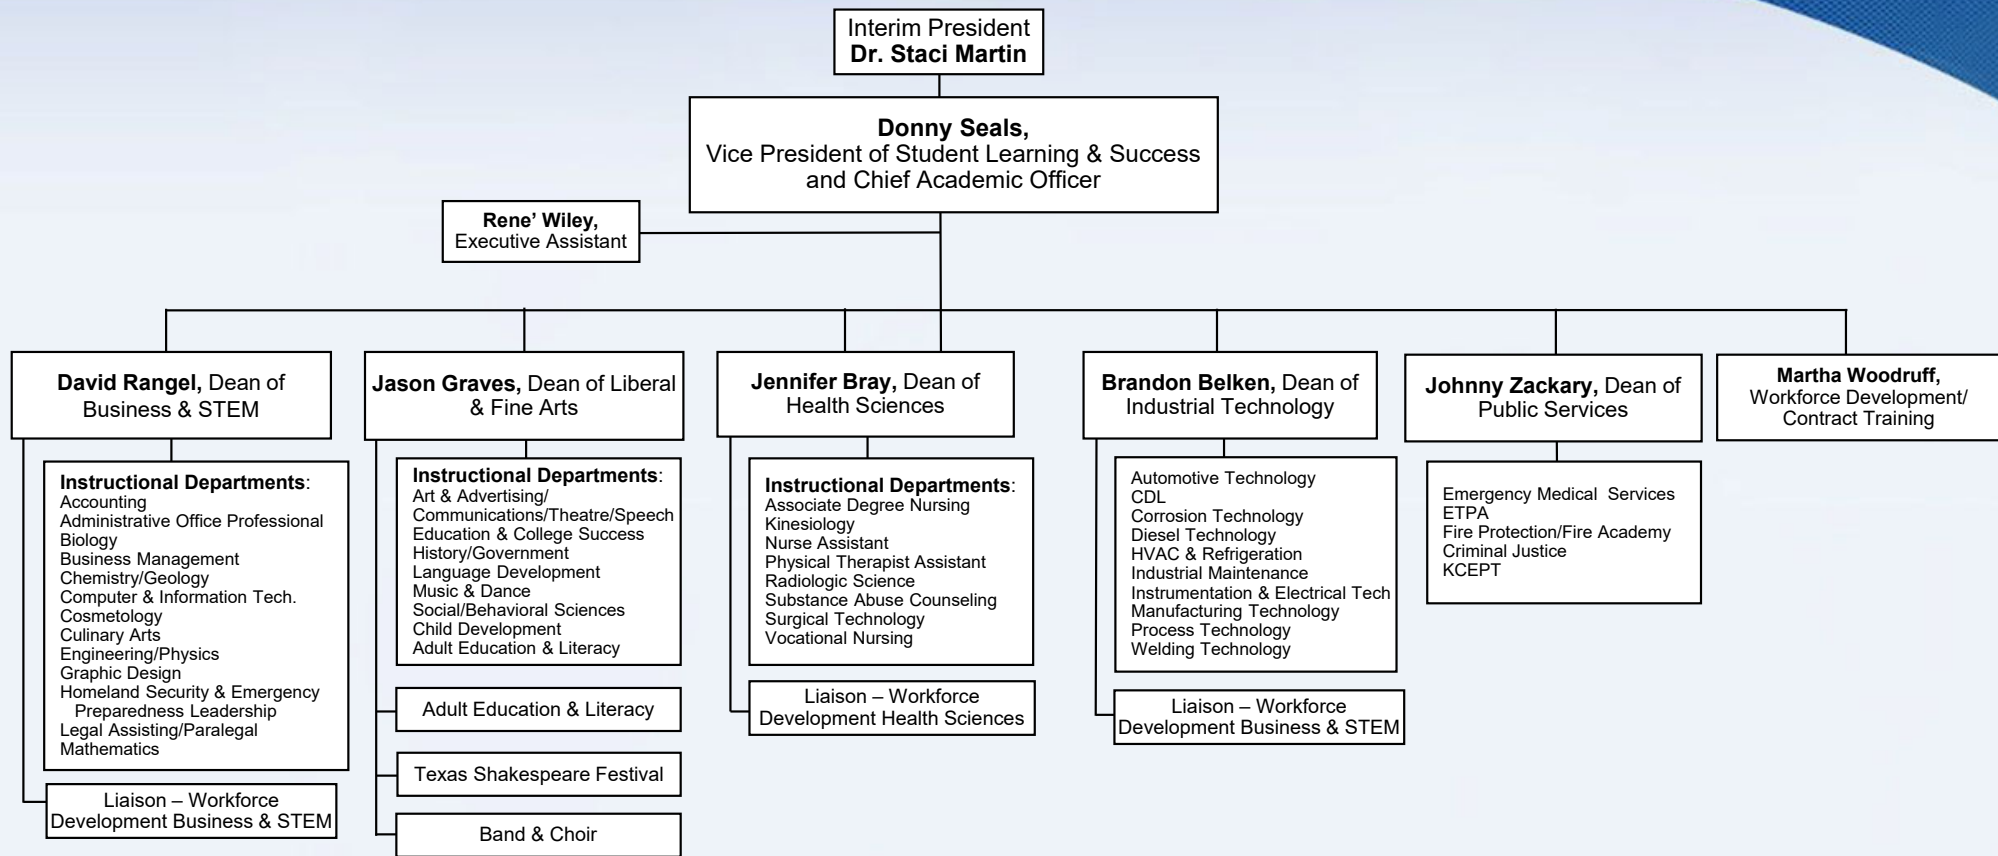 Interim President
Dr. Staci Martin
Donny Seals,
Vice President of Student Learning & Success
and Chief Academic Officer
Rene’ Wiley,
Executive Assistant
David Rangel, Dean of
Business & STEM
Instructional Departments:
Accounting
Administrative Office Professional
Biology
Business Management
Chemistry/Geology
Computer & Information Tech.
Cosmetology
Culinary Arts
Engineering/Physics
Graphic Design
Homeland Security & Emergency
Preparedness Leadership
Legal Assisting/Paralegal
Mathematics
Liaison – Workforce
Development Business & STEM
Jason Graves, Dean of Liberal
& Fine Arts
Instructional Departments:
Art & Advertising/
Communications/Theatre/Speech
Education & College Success
History/Government
Language Development
Music & Dance
Social/Behavioral Sciences
Child Development
Adult Education & Literacy
Adult Education & Literacy
Texas Shakespeare Festival
Band & Choir
Jennifer Bray, Dean of
Health Sciences
Instructional Departments:
Associate Degree Nursing
Kinesiology
Nurse Assistant
Physical Therapist Assistant
Radiologic Science
Substance Abuse Counseling
Surgical Technology
Vocational Nursing
Liaison – Workforce
Development Health Sciences
Brandon Belken, Dean of
Industrial Technology
Automotive Technology
CDL
Corrosion Technology
Diesel Technology
HVAC & Refrigeration
Industrial Maintenance
Instrumentation & Electrical Tech
Manufacturing Technology
Process Technology
Welding Technology
Liaison – Workforce
Development Business & STEM
Johnny Zackary, Dean of
Public Services
Emergency Medical  Services
ETPA
Fire Protection/Fire Academy
Criminal Justice
KCEPT
Martha Woodruff,
Workforce Development/
Contract Training